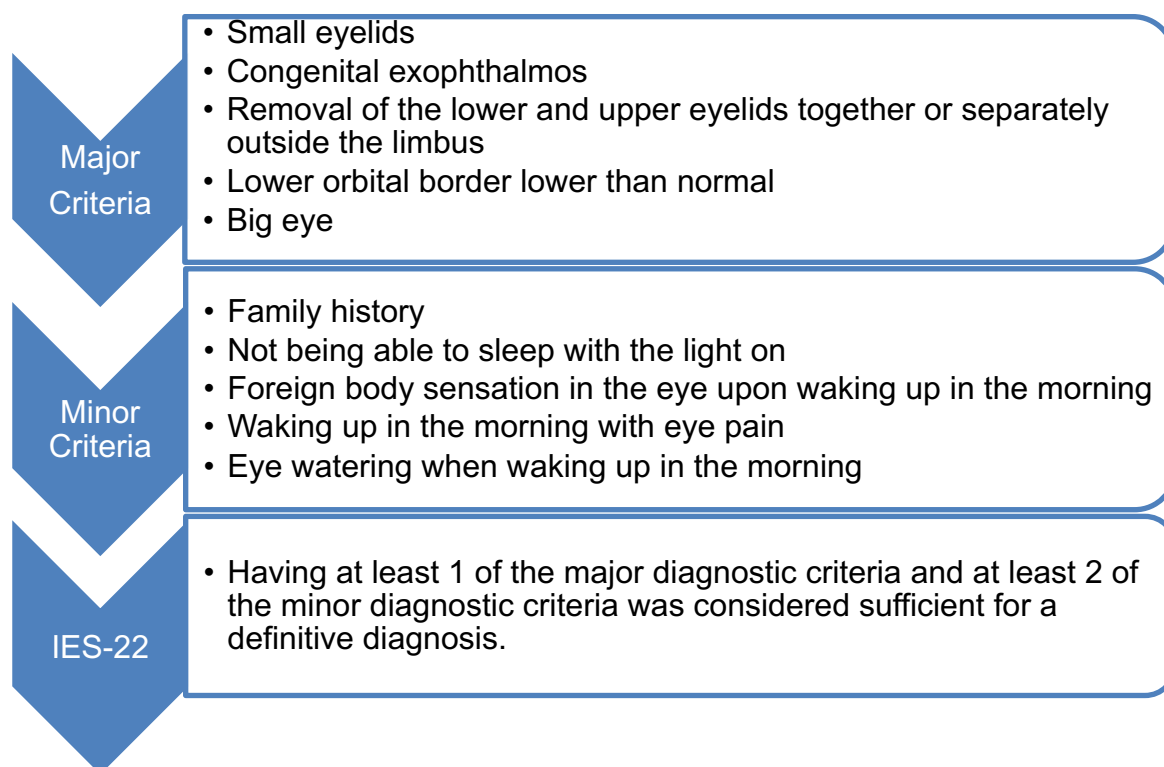 Major
Criteria
• Small eyelids
• Congenital exophthalmos
• Removal of the lower and upper eyelids together or separately
outside the limbus
• Lower orbital border lower than normal
• Big eye
Minor
Criteria
• Family history
• Not being able to sleep with the light on
• Foreign body sensation in the eye upon waking up in the morning
• Waking up in the morning with eye pain
• Eye watering when waking up in the morning
IES-22
• Having at least 1 of the major diagnostic criteria and at least 2 of
the minor diagnostic criteria was considered sufficient for a
definitive diagnosis.